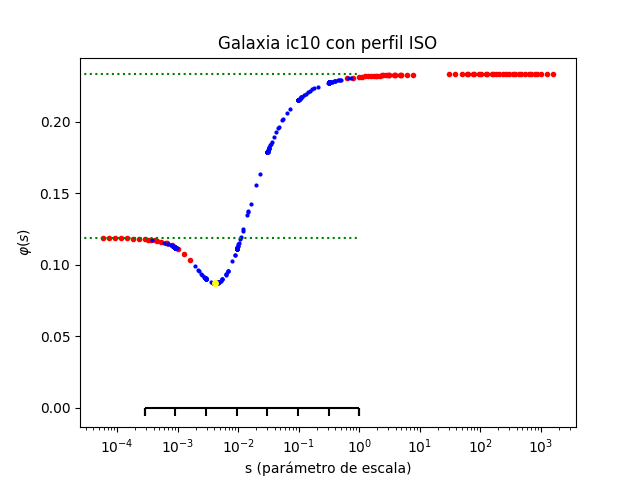 Galaxia ic10 con perfil ISO
φ(s)
0.20
0.15
0.10
0.05
0.00
10⁻⁴ 10⁻³ 10⁻² 10⁻¹ 10⁰ 10¹ 10² 10³
s (parámetro de escala)